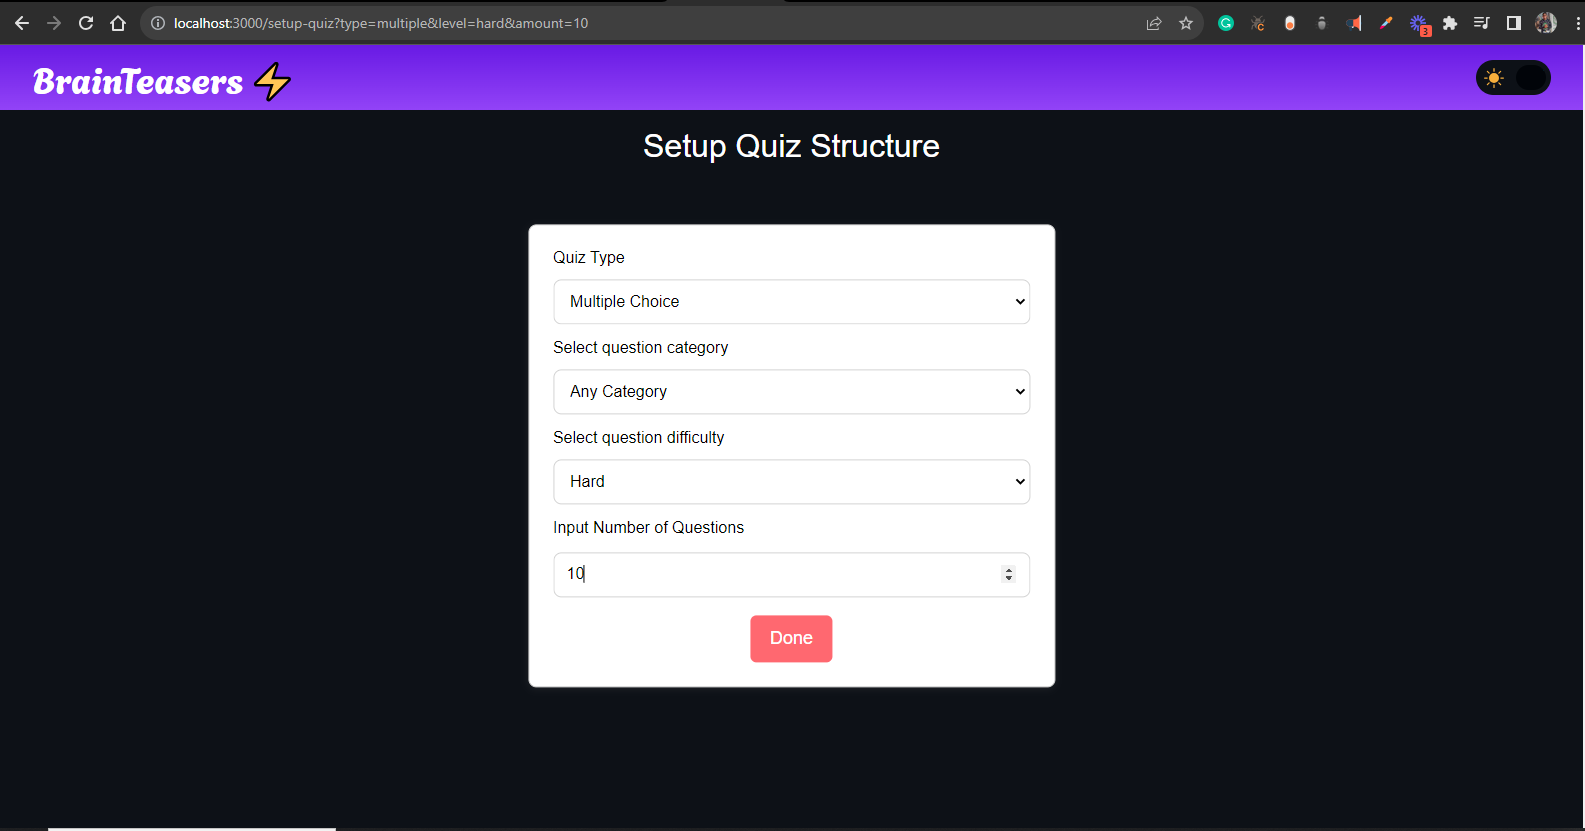 localhost:3000/setup-quiz?type=multiple&level=hard&amount=10
3
BrainTeasers
Setup Quiz Structure
Quiz Type
Multiple Choice
Select question category
Any Category
Select question difficulty
Hard
Input Number of Questions
10
Done